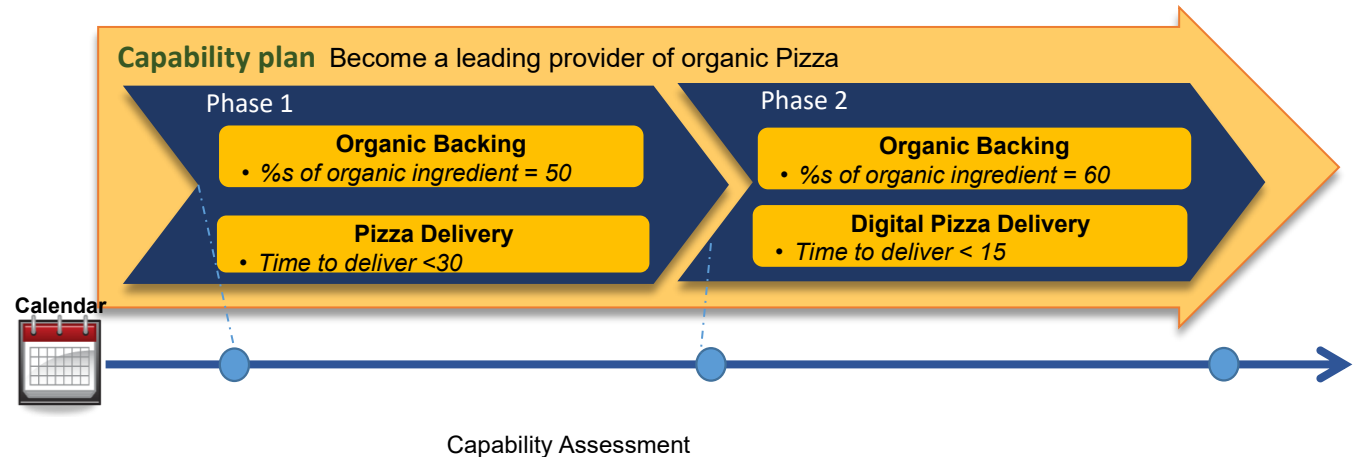 Capability plan Become a leading provider of organic Pizza
Phase 1
Organic Backing
• %s of organic ingredient = 50
Pizza Delivery
• Time to deliver <30
Phase 2
Organic Backing
• %s of organic ingredient = 60
Digital Pizza Delivery
• Time to deliver < 15
Calendar
Capability Assessment